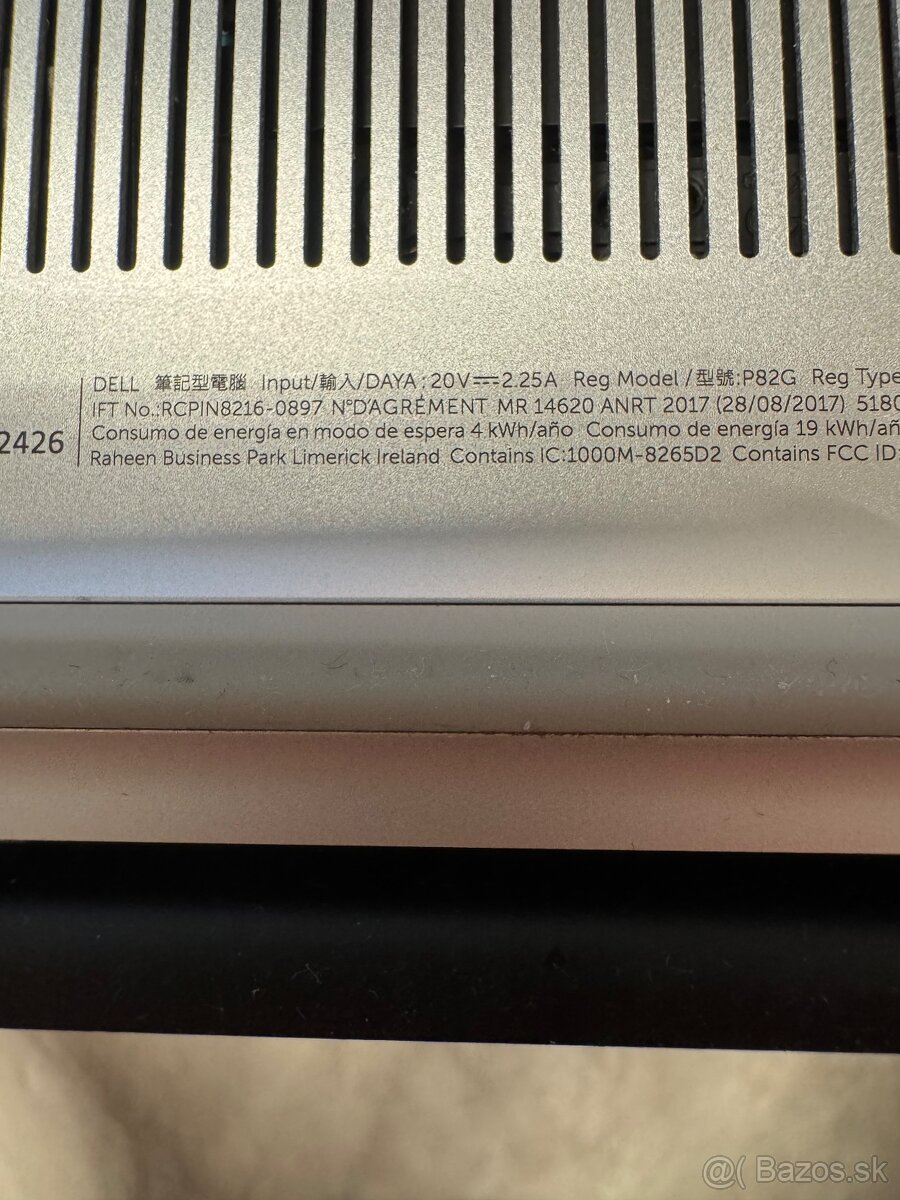 DELL 筆記型電腦 Input/輸入/DAYA : 20V⎓2.25A Reg Model / 型號:P82G Reg Type
IFT No.:RCPIN8216-0897 N°D'AGRÉMENT MR 14620 ANRT 2017 (28/08/2017) 5180
2426
Consumo de energía en modo de espera 4 kWh/año Consumo de energía 19 kWh/añ
Raheen Business Park Limerick Ireland Contains IC:1000M-8265D2 Contains FCC ID:
@( Bazos.sk